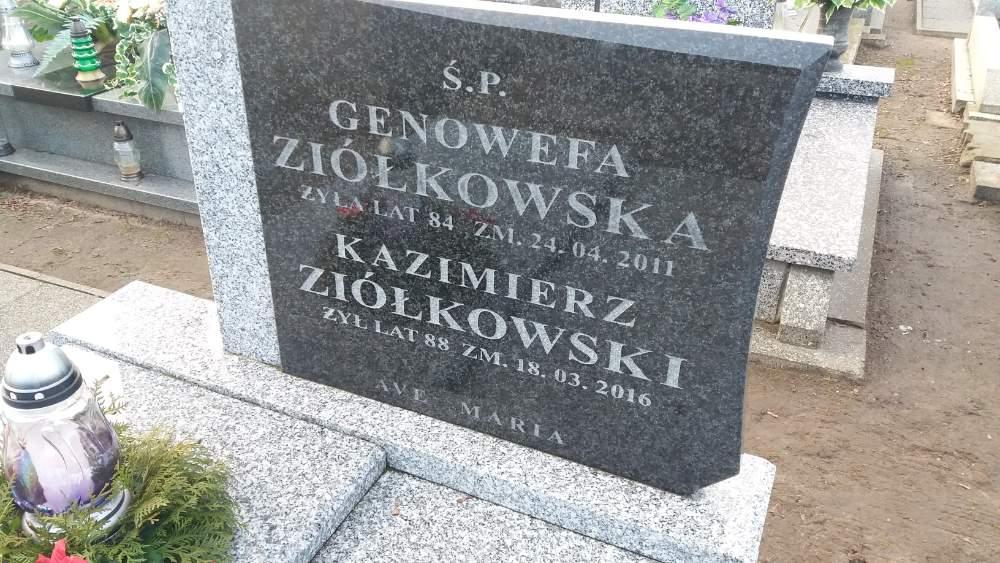 Ś.P.
GENOWEFA
ZIÓŁKOWSKA
ŻYŁA LAT 84 ZM. 24.04.2011
KAZIMIERZ
ZIÓŁKOWSKI
ŻYŁ LAT 88 ZM. 18.03.2016
AVE MARIA